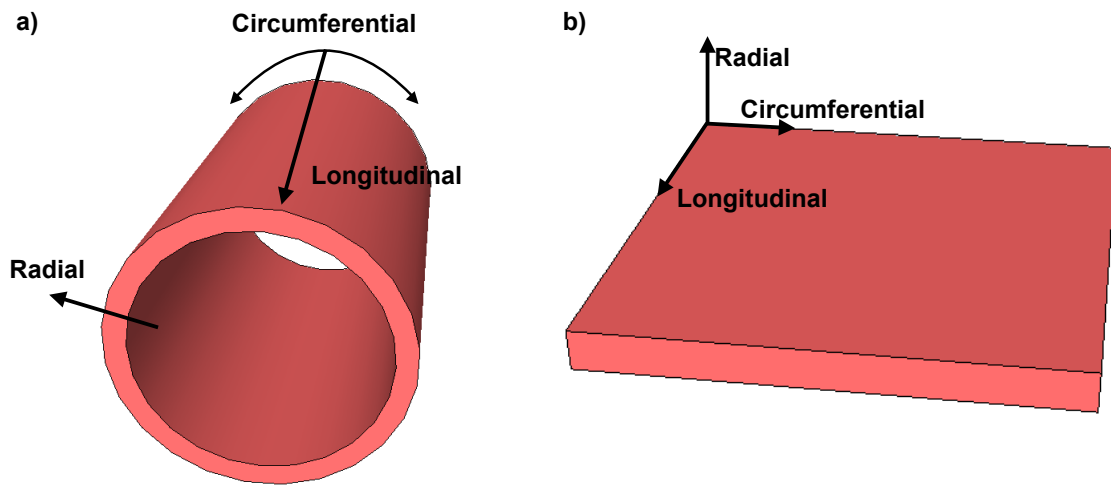 a)
Circumferential
Longitudinal
Radial
b)
Radial
Circumferential
Longitudinal